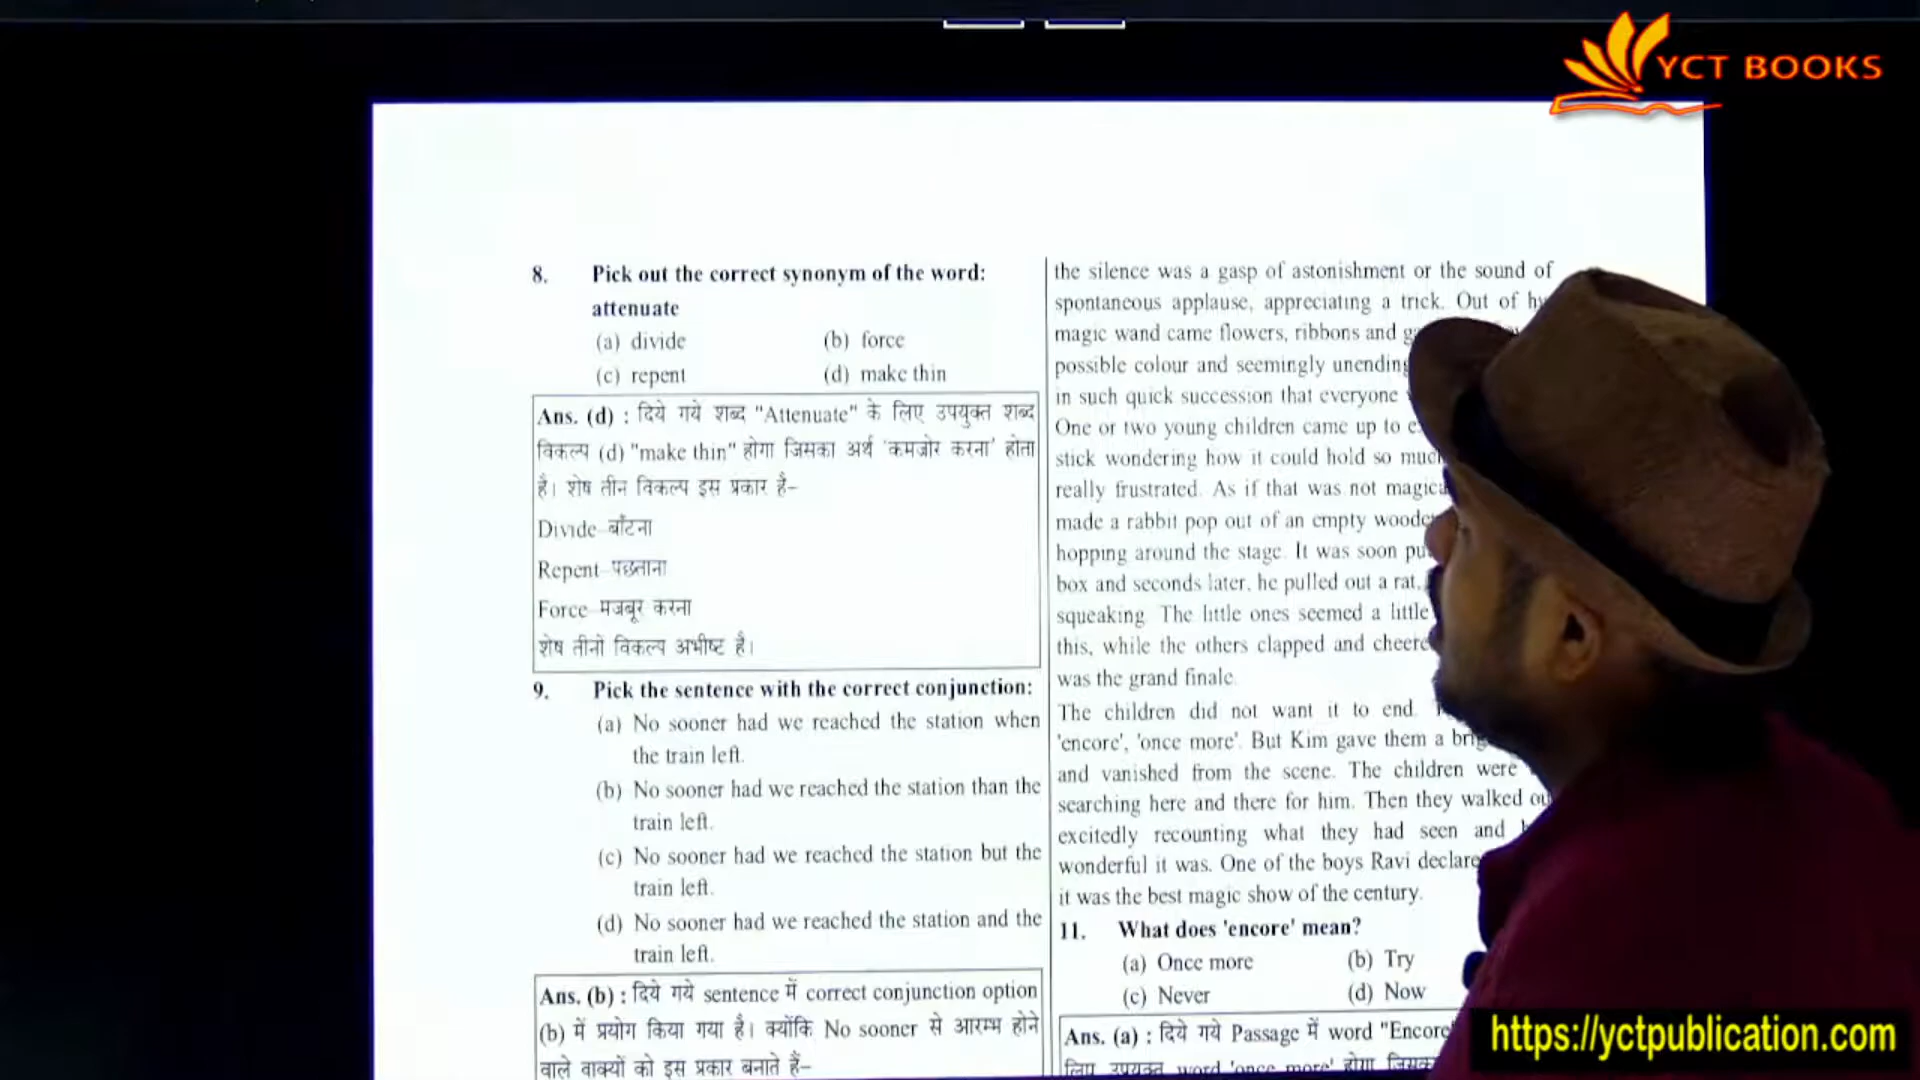 YCT BOOKS
8. Pick out the correct synonym of the word:
attenuate
(a) divide (b) force
(c) repent (d) make thin
Ans. (d) : दिये गये शब्द "Attenuate" के लिए उपयुक्त शब्द
विकल्प (d) "make thin" होगा जिसका अर्थ 'कमजोर करना' होता
है। शेष तीन विकल्प इस प्रकार है–
Divide–बाँटना
Repent–पछताना
Force–मजबूर करना
शेष तीनों विकल्प अभीष्ट है।
9. Pick the sentence with the correct conjunction:
(a) No sooner had we reached the station when
the train left.
(b) No sooner had we reached the station than the
train left.
(c) No sooner had we reached the station but the
train left.
(d) No sooner had we reached the station and the
train left.
Ans. (b) : दिये गये sentence में correct conjunction option
(b) में प्रयोग किया गया है। क्योंकि No sooner से आरम्भ होने
वाले वाक्यों को इस प्रकार बनाते हैं–
the silence was a gasp of astonishment or the sound of
spontaneous applause, appreciating a trick. Out of
magic wand came flowers, ribbons and
possible colour and seemingly unending
in such quick succession that everyone
One or two young children came up to
stick wondering how it could hold so much
really frustrated. As if that was not
made a rabbit pop out of an empty
hopping around the stage. It was soon
box and seconds later, he pulled out a rat.
squeaking. The little ones seemed a little
this, while the others clapped and
was the grand finale.
The children did not want it to end.
'encore', 'once more'. But Kim gave them a
and vanished from the scene. The children were
searching here and there for him. Then they walked
excitedly recounting what they had seen and
wonderful it was. One of the boys Ravi
it was the best magic show of the century.
11. What does 'encore' mean?
(a) Once more (b) Try
(c) Never (d) Now
Ans. (a) : दिये गये Passage में word "Encore
लिए उपयुक्त word 'once more' होगा
https://yctpublication.com